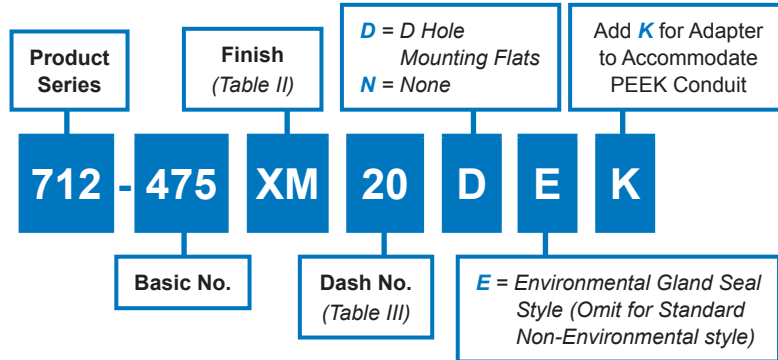 Product
Series
Finish
(Table II)
D = D Hole
Mounting Flats
N = None
Add K for Adapter
to Accommodate
PEEK Conduit
712 - 475 XM 20 D E K
Basic No.
Dash No.
(Table III)
E = Environmental Gland Seal
Style (Omit for Standard
Non-Environmental style)